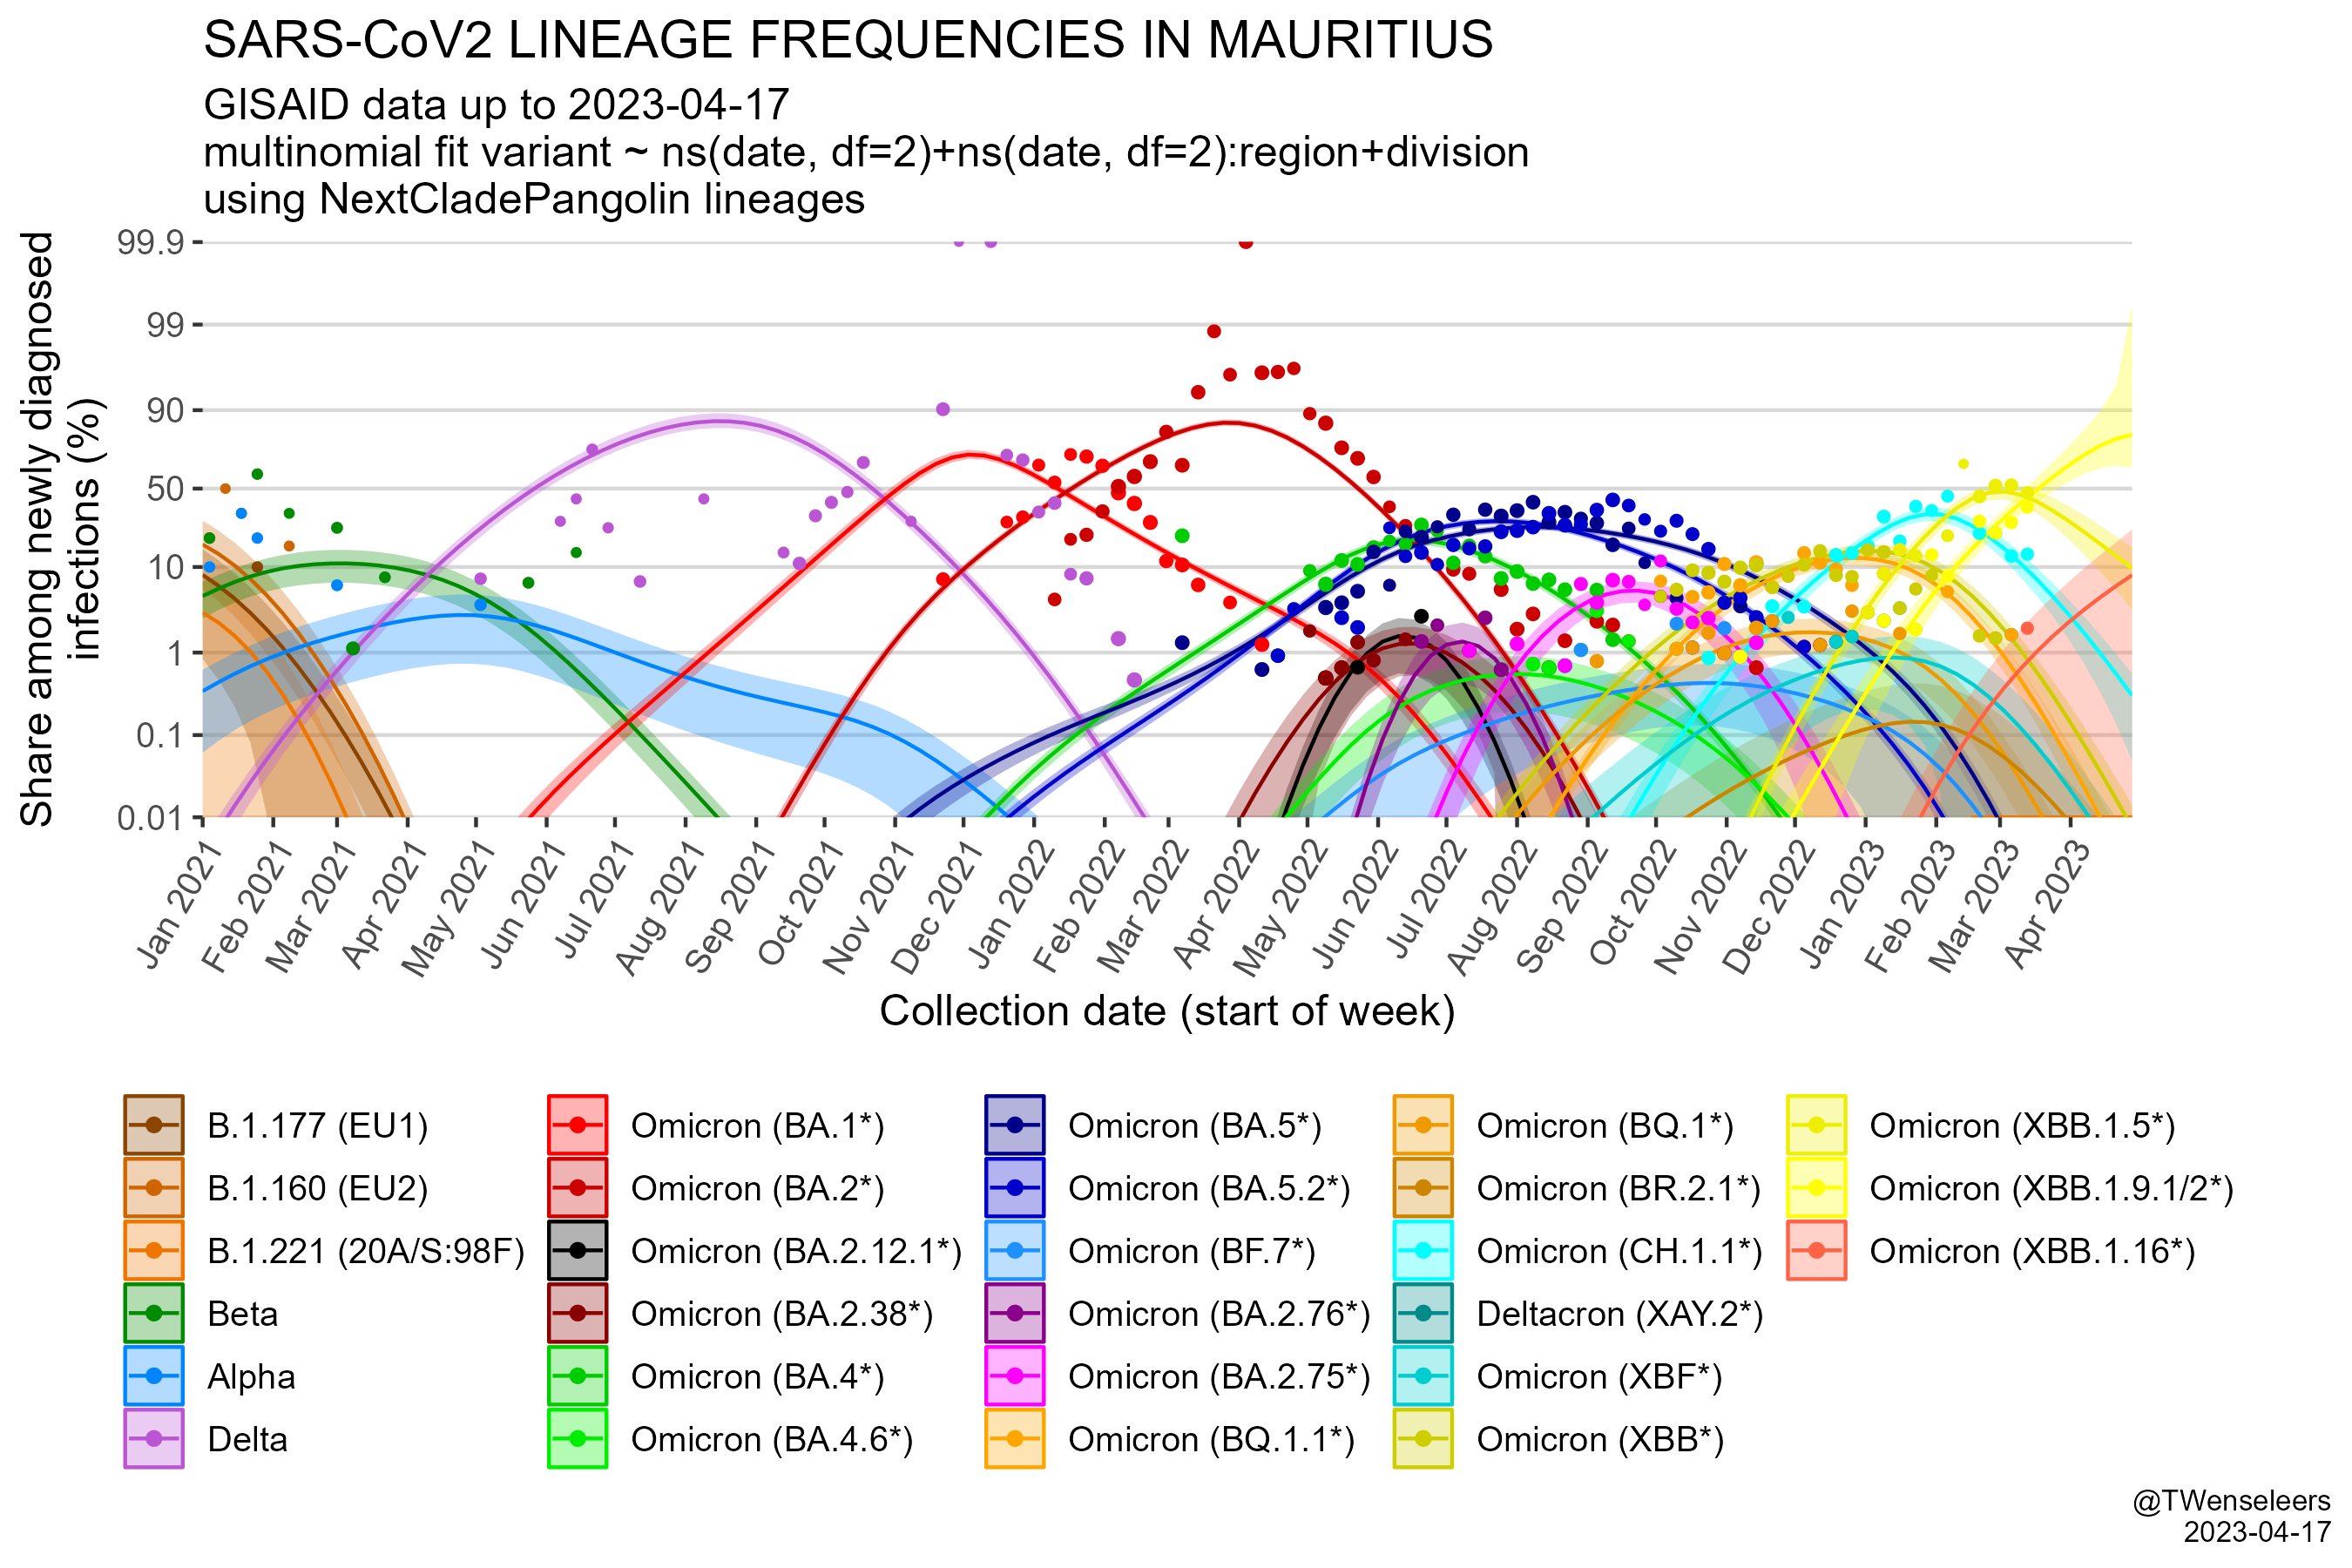 SARS-CoV2 LINEAGE FREQUENCIES IN MAURITIUS
GISAID data up to 2023-04-17
multinomial fit variant ~ ns(date, df=2)+ns(date, df=2):region+division
using NextCladePangolin lineages
Share among newly diagnosed
infections (%)
99.9
99
90
50
10
1
0.1
0.01
Jan 2021
Feb 2021
Mar 2021
Apr 2021
May 2021
Jun 2021
Jul 2021
Aug 2021
Sep 2021
Oct 2021
Nov 2021
Dec 2021
Jan 2022
Feb 2022
Mar 2022
Apr 2022
May 2022
Jun 2022
Jul 2022
Aug 2022
Sep 2022
Oct 2022
Nov 2022
Dec 2022
Jan 2023
Feb 2023
Mar 2023
Apr 2023
Collection date (start of week)
B.1.177 (EU1)
B.1.160 (EU2)
B.1.221 (20A/S:98F)
Beta
Alpha
Delta
Omicron (BA.1*)
Omicron (BA.2*)
Omicron (BA.2.12.1*)
Omicron (BA.2.38*)
Omicron (BA.4*)
Omicron (BA.4.6*)
Omicron (BA.5*)
Omicron (BA.5.2*)
Omicron (BF.7*)
Omicron (BA.2.76*)
Omicron (BA.2.75*)
Omicron (BQ.1.1*)
Omicron (BQ.1*)
Omicron (BR.2.1*)
Omicron (CH.1.1*)
Deltacron (XAY.2*)
Omicron (XBF*)
Omicron (XBB*)
Omicron (XBB.1.5*)
Omicron (XBB.1.9.1/2*)
Omicron (XBB.1.16*)
@TWenseleers
2023-04-17